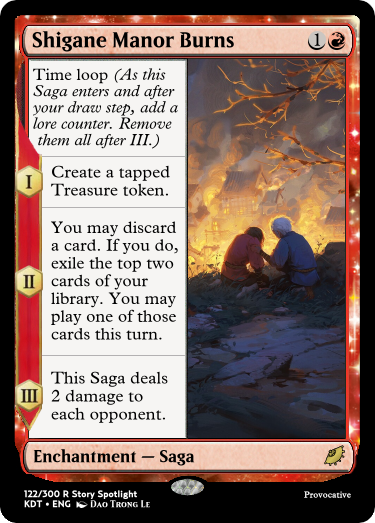 Shigane Manor Burns 1
Time loop (As this
Saga enters and after
your draw step, add a
lore counter. Remove
them all after III.)
I
Create a tapped
Treasure token.
II
You may discard
a card. If you do,
exile the top two
cards of your
library. You may
play one of those
cards this turn.
III
This Saga deals
2 damage to
each opponent.
Enchantment — Saga
122/300 R Story Spotlight
KDT • ENG Dao Trong Le
Provocative